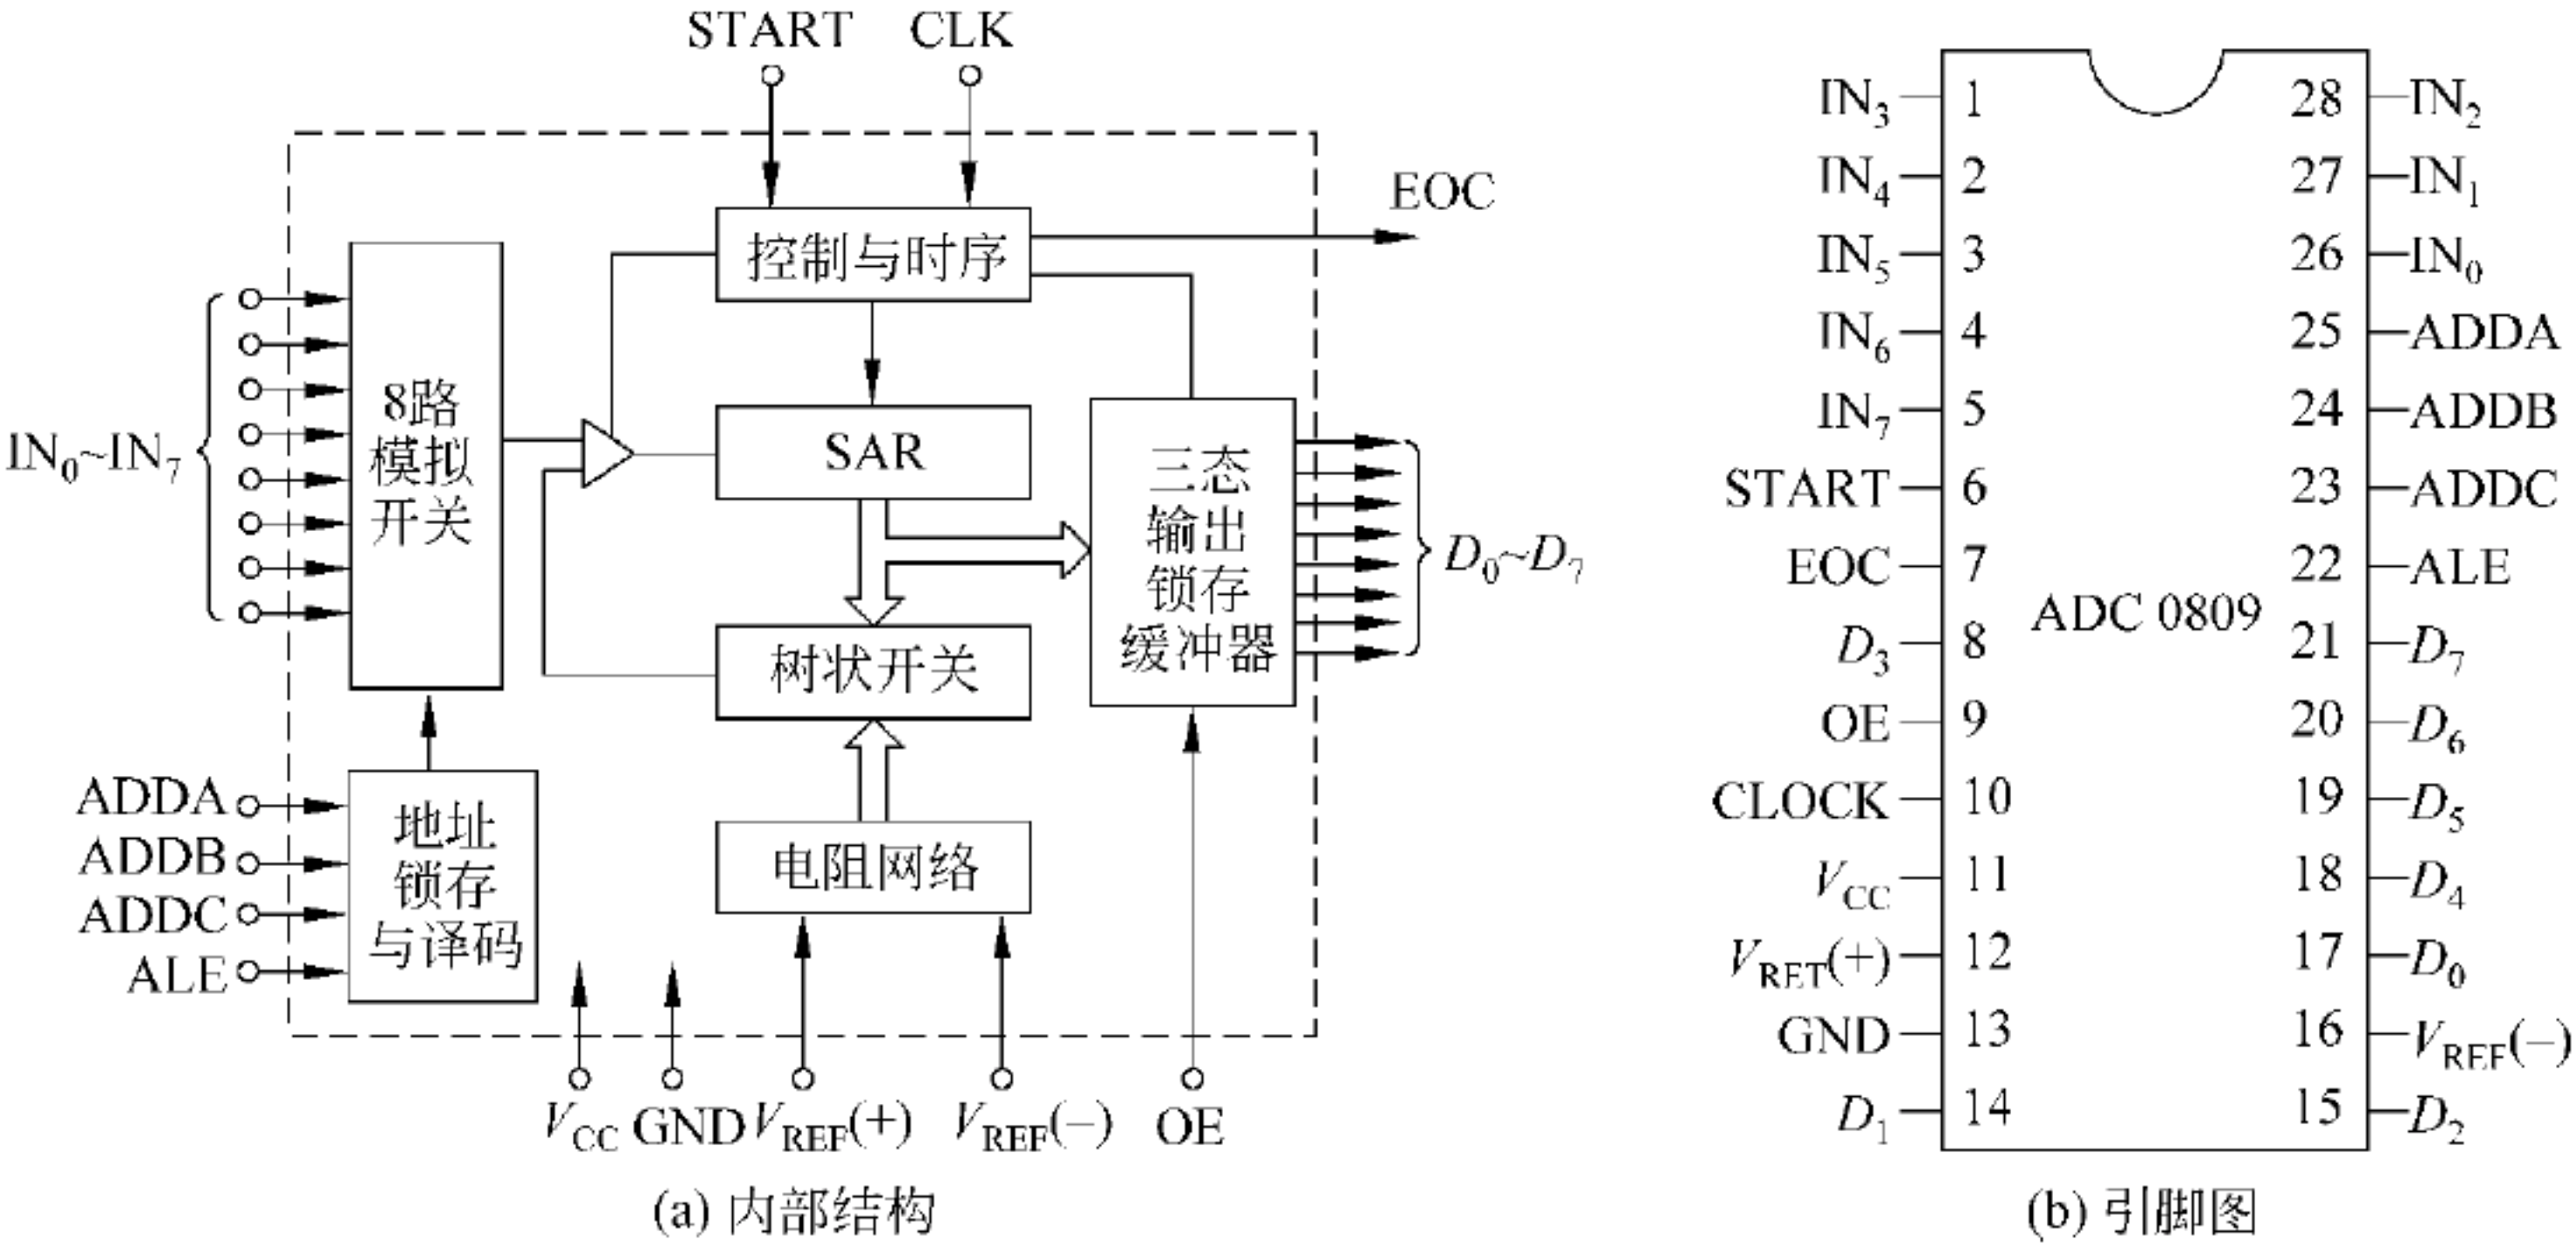 START CLK
EOC
控制与时序
IN0~IN7
8路
模拟
开关
SAR
三态
输出
锁存
缓冲器
D0~D7
树状开关
电阻网络
ADDA
ADDB
ADDC
ALE
地址
锁存
与译码
VCC GND VREF(+) VREF(−) OE
(a) 内部结构
IN3 1 28 IN2
IN4 2 27 IN1
IN5 3 26 IN0
IN6 4 25 ADDA
IN7 5 24 ADDB
START 6 23 ADDC
EOC 7 22 ALE
ADC 0809
D3 8 21 D7
OE 9 20 D6
CLOCK 10 19 D5
VCC 11 18 D4
VRET(+) 12 17 D0
GND 13 16 VREF(−)
D1 14 15 D2
(b) 引脚图